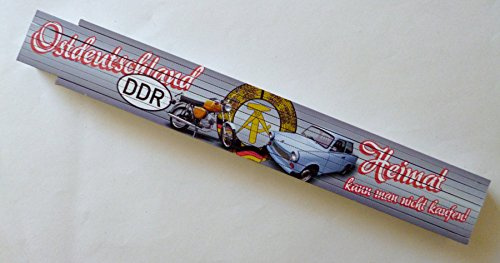 Ostdeutschland
DDR
Heimat
kann man nicht kaufen!